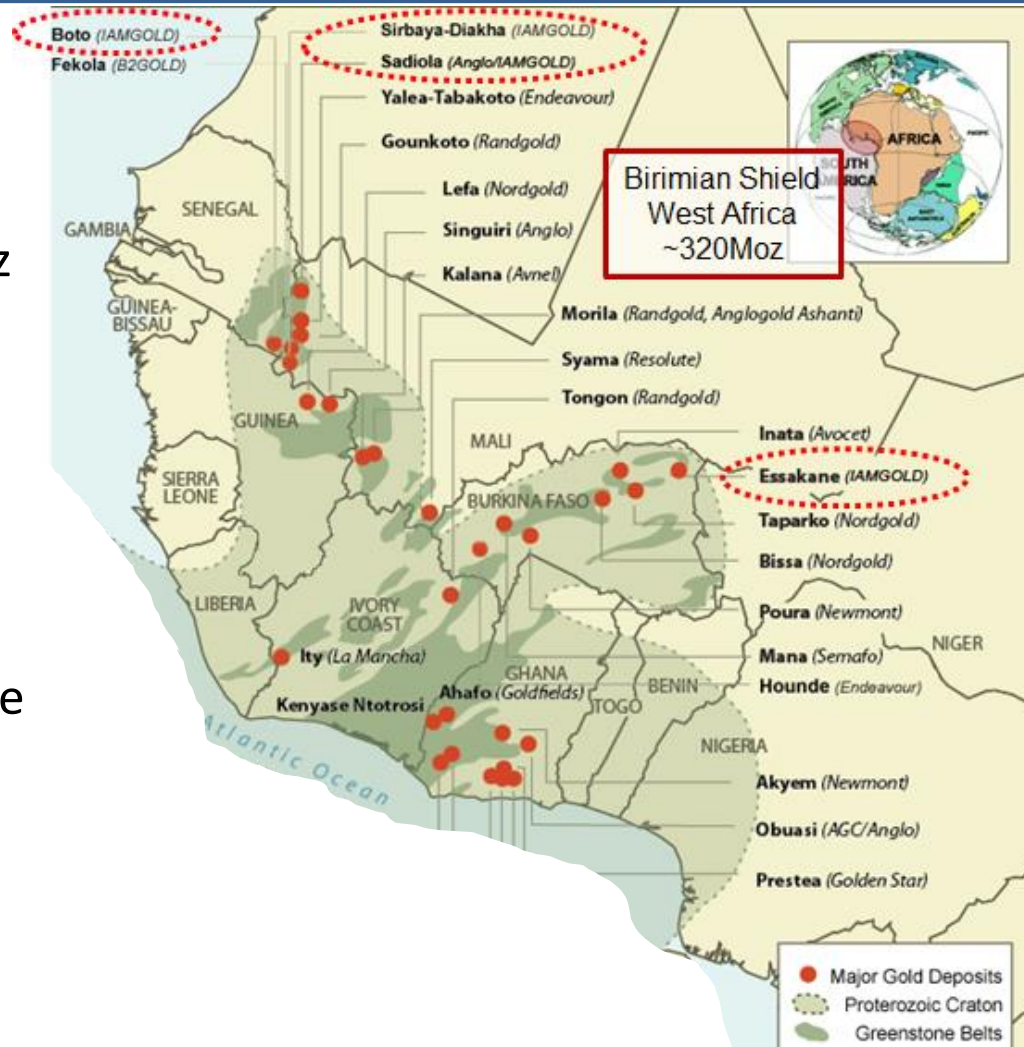 Boto (IAMGOLD)
Fekola (B2GOLD)
Sirbaya-Diakha (IAMGOLD)
Sadiola (Anglo/IAMGOLD)
Yalea-Tabakoto (Endeavour)
Gounkoto (Randgold)
Lefa (Nordgold)
Singuiri (Anglo)
Kalana (Avnel)
Morila (Randgold, Anglogold Ashanti)
Syama (Resolute)
Tongon (Randgold)
Inata (Avocet)
Essakane (IAMGOLD)
Taparko (Nordgold)
Bissa (Nordgold)
Poura (Newmont)
Mana (Semafo)
Hounde (Endeavour)
Akyem (Newmont)
Obuasi (AGC/Anglo)
Prestea (Golden Star)
Birimian Shield
West Africa
~320Moz
AFRICA
SOUTH
AMERICA
PACIFIC
EAST
ANTARCTICA
SENEGAL
GAMBIA
z
GUINEA-
BISSAU
GUINEA
SIERRA
LEONE
MALI
BURKINA FASO
LIBERIA
IVORY
COAST
NIGER
Ity (La Mancha)
GHANA
BENIN
Ahafo (Goldfields)
Kenyase Ntotrosi
TOGO
e
NIGERIA
Atlantic Ocean
Major Gold Deposits
Proterozoic Craton
Greenstone Belts